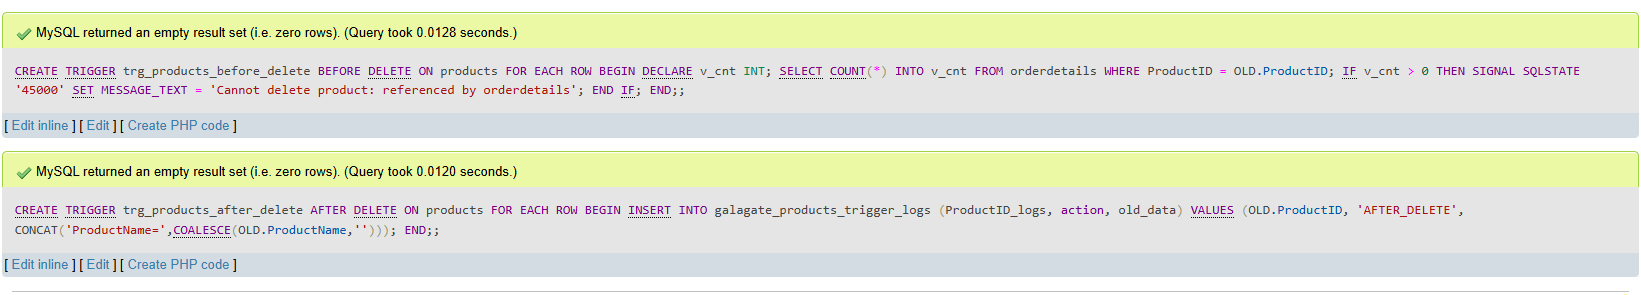 MySQL returned an empty result set (i.e. zero rows). (Query took 0.0128 seconds.)
CREATE TRIGGER trg_products_before_delete BEFORE DELETE ON products FOR EACH ROW BEGIN DECLARE v_cnt INT; SELECT COUNT(*) INTO v_cnt FROM orderdetails WHERE ProductID = OLD.ProductID; IF v_cnt > 0 THEN SIGNAL SQLSTATE
'45000' SET MESSAGE_TEXT = 'Cannot delete product: referenced by orderdetails'; END IF; END;;
[ Edit inline ] [ Edit ] [ Create PHP code ]
MySQL returned an empty result set (i.e. zero rows). (Query took 0.0120 seconds.)
CREATE TRIGGER trg_products_after_delete AFTER DELETE ON products FOR EACH ROW BEGIN INSERT INTO galagate_products_trigger_logs (ProductID_logs, action, old_data) VALUES (OLD.ProductID, 'AFTER_DELETE',
CONCAT('ProductName=',COALESCE(OLD.ProductName,''))); END;;
[ Edit inline ] [ Edit ] [ Create PHP code ]